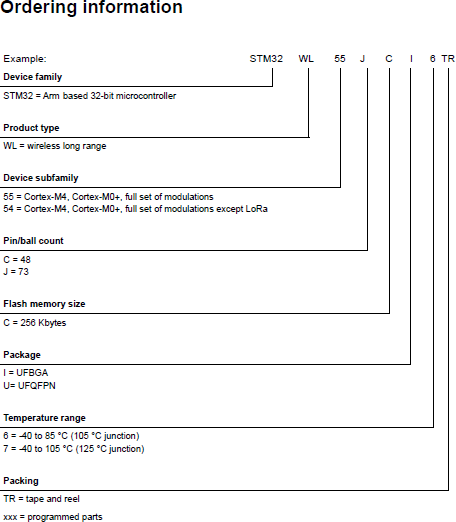 Ordering information
Example: STM32 WL 55 J C I 6 TR
Device family
STM32 = Arm based 32-bit microcontroller
Product type
WL = wireless long range
Device subfamily
55 = Cortex-M4, Cortex-M0+, full set of modulations
54 = Cortex-M4, Cortex-M0+, full set of modulations except LoRa
Pin/ball count
C = 48
J = 73
Flash memory size
C = 256 Kbytes
Package
I = UFBGA
U= UFQFPN
Temperature range
6 = -40 to 85 °C (105 °C junction)
7 = -40 to 105 °C (125 °C junction)
Packing
TR = tape and reel
xxx = programmed parts